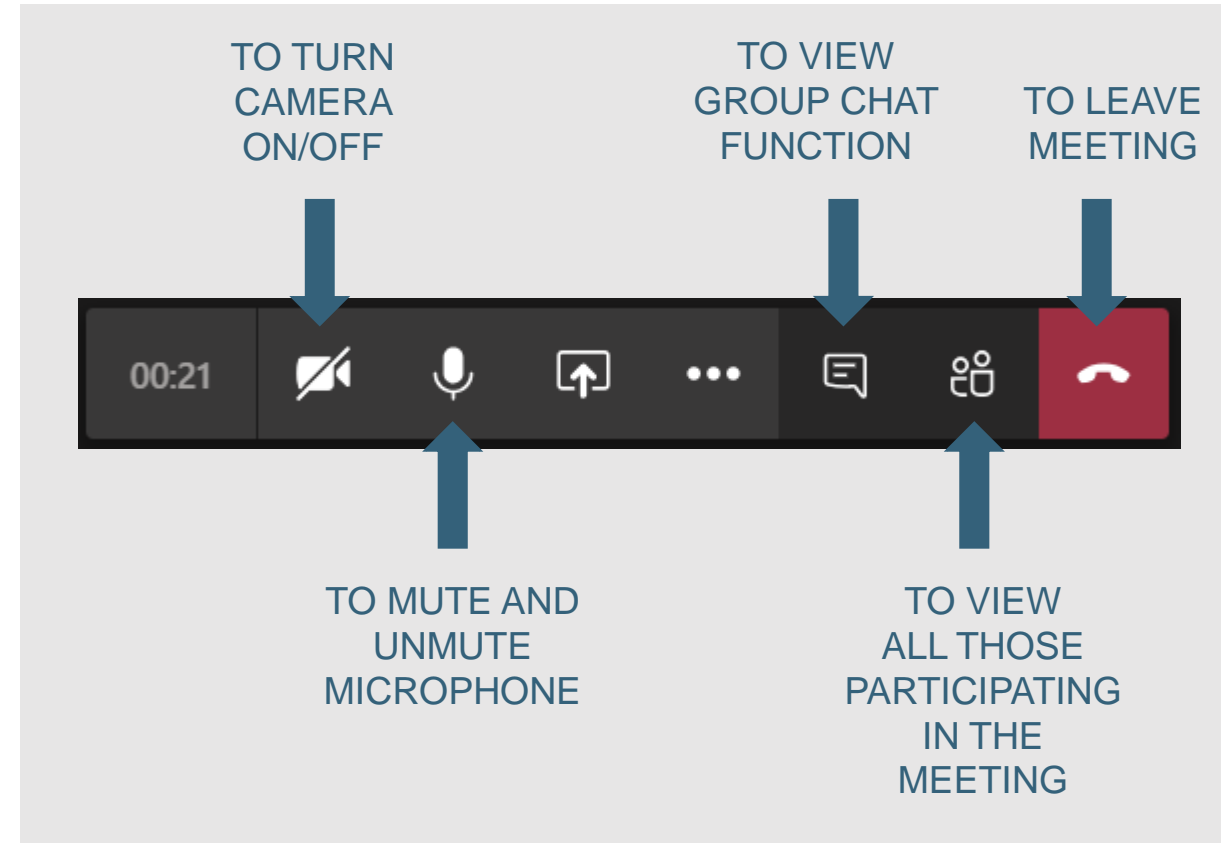 TO TURN
CAMERA
ON/OFF
TO VIEW
GROUP CHAT
FUNCTION
TO LEAVE
MEETING
00:21
TO MUTE AND
UNMUTE
MICROPHONE
TO VIEW
ALL THOSE
PARTICIPATING
IN THE
MEETING